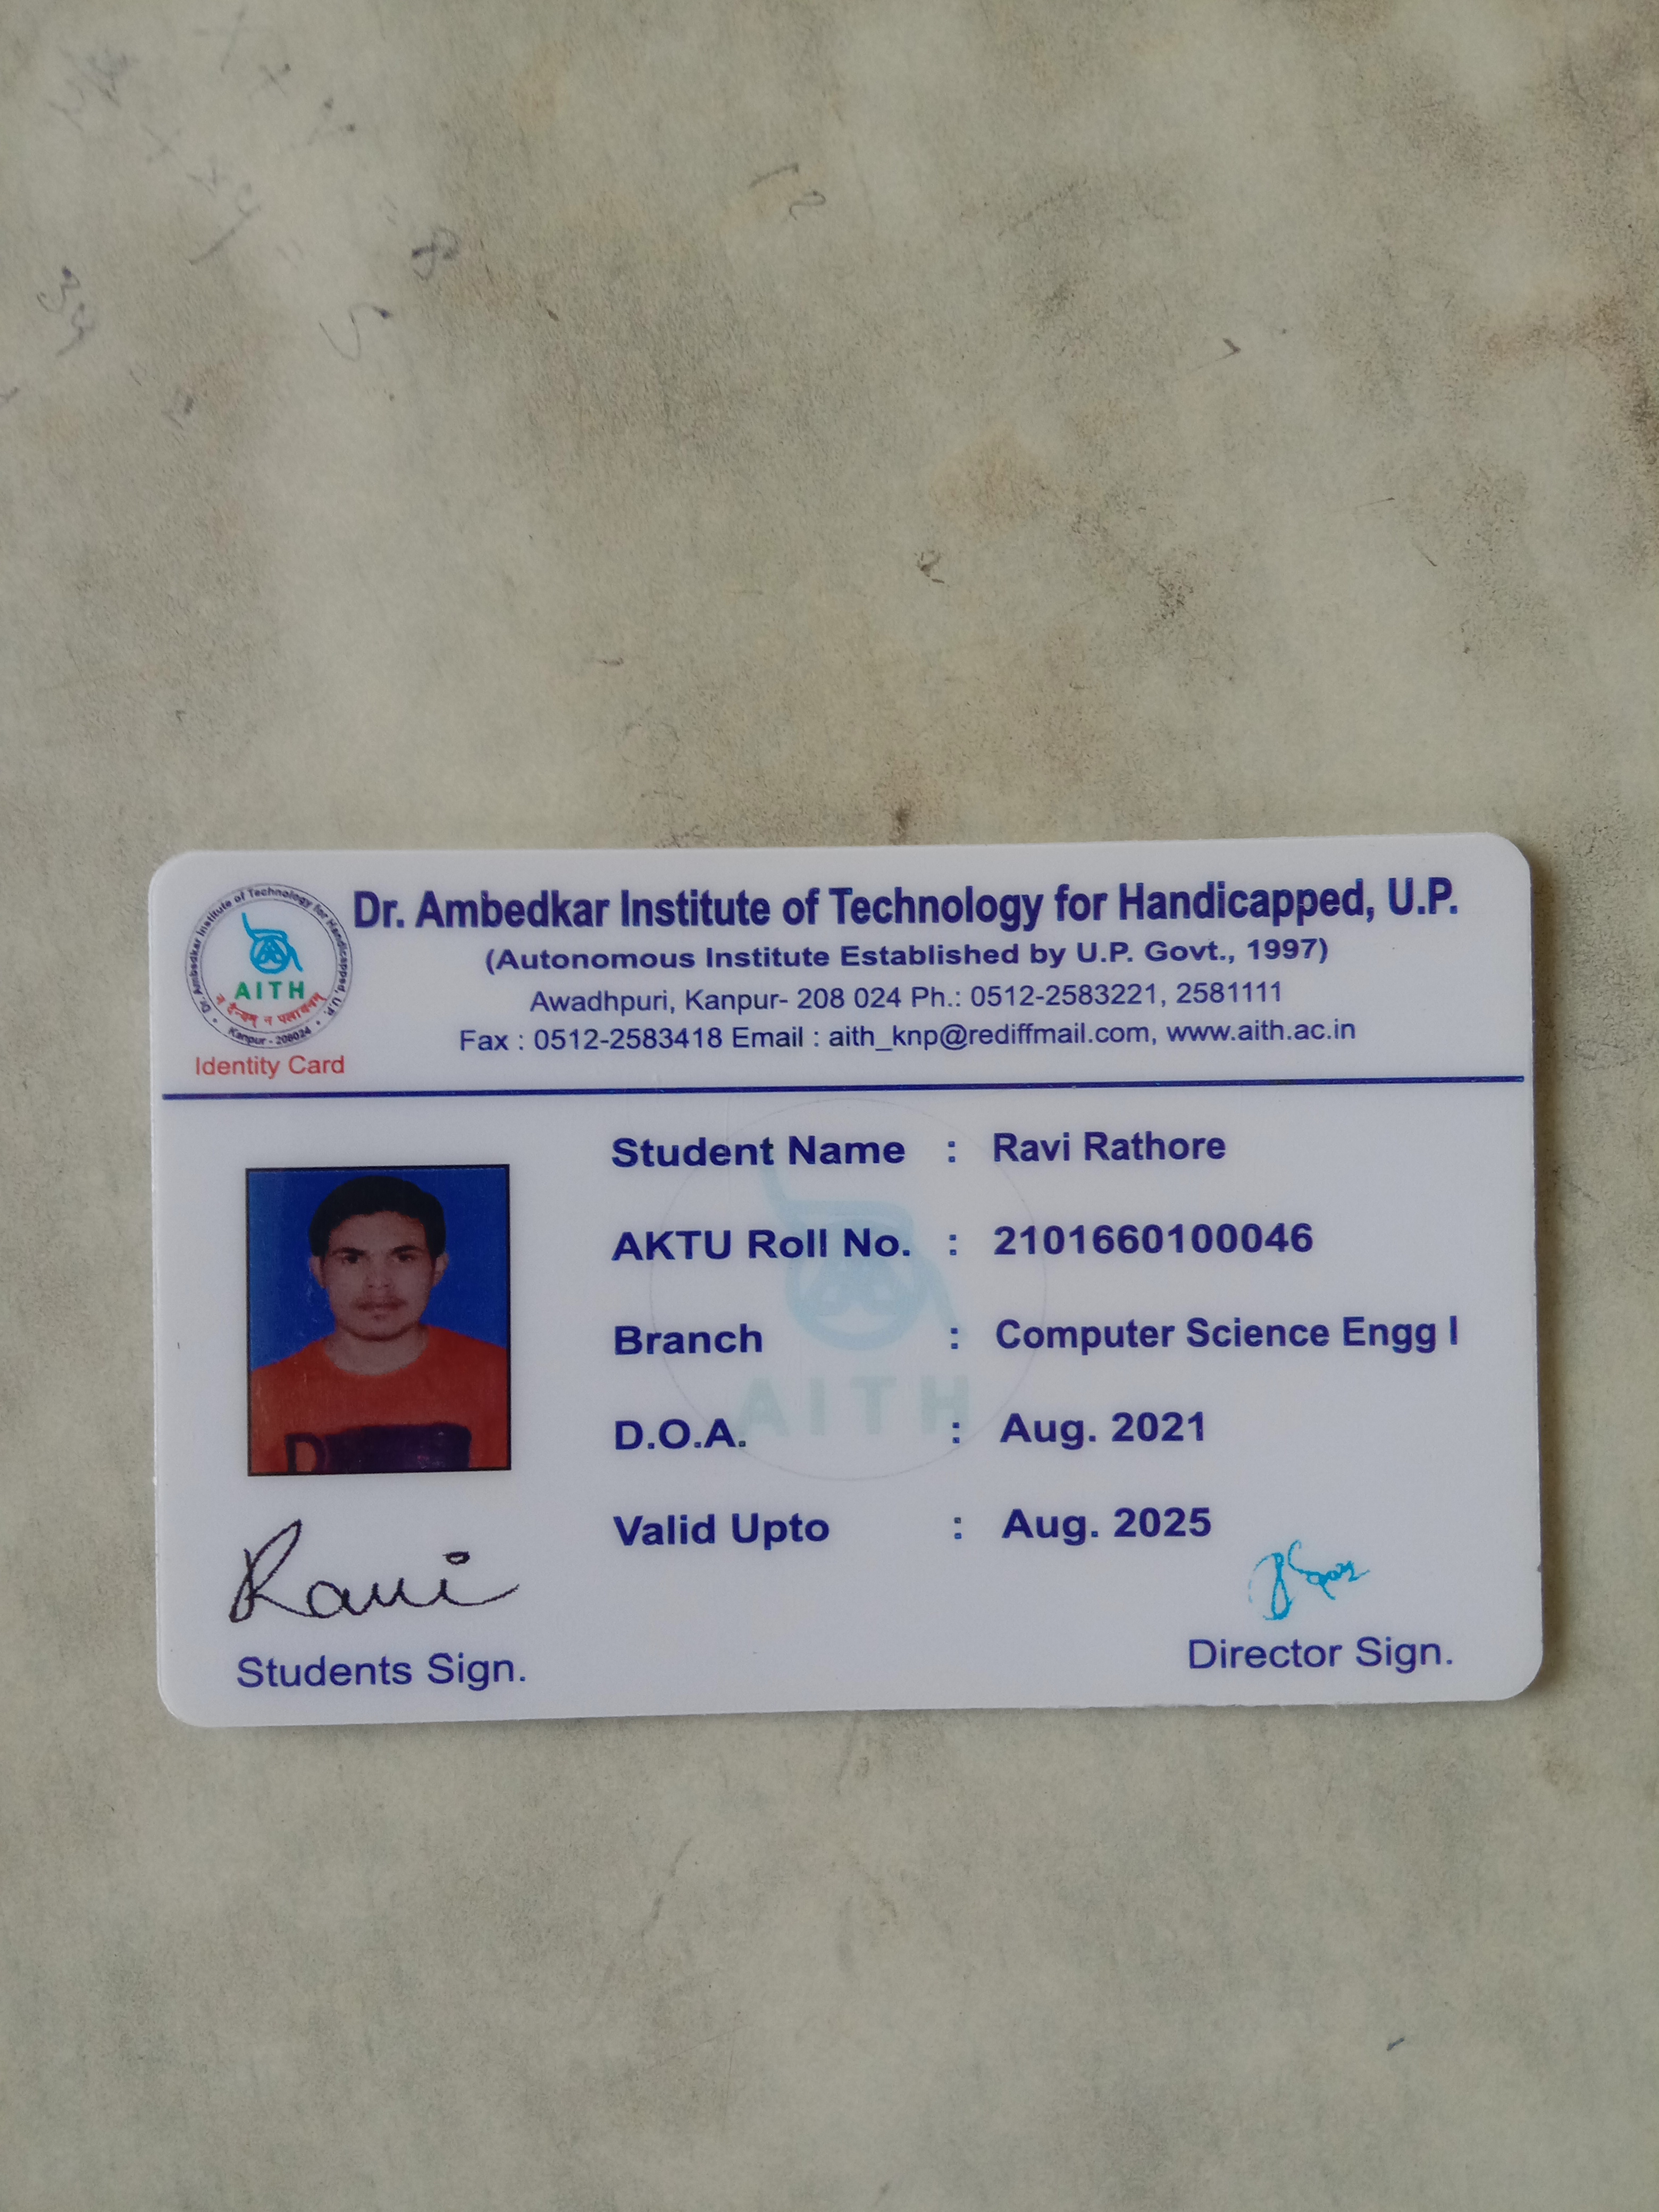 Dr. Ambedkar Institute of Technology for Handicapped, U.P.
(Autonomous Institute Established by U.P. Govt., 1997)
Awadhpuri, Kanpur- 208 024 Ph.: 0512-2583221, 2581111
Fax : 0512-2583418 Email : aith_knp@rediffmail.com, www.aith.ac.in
Dr. Ambedkar Institute of Technology for Handicapped, U.P.
AITH
न दैन्यम् न पलायनम्
Kanpur - 208024
Identity Card
Student Name : Ravi Rathore
AKTU Roll No. : 2101660100046
Branch : Computer Science Engg I
D.O.A. : Aug. 2021
Valid Upto : Aug. 2025
AITH
D
Ravi
Students Sign.
Director Sign.